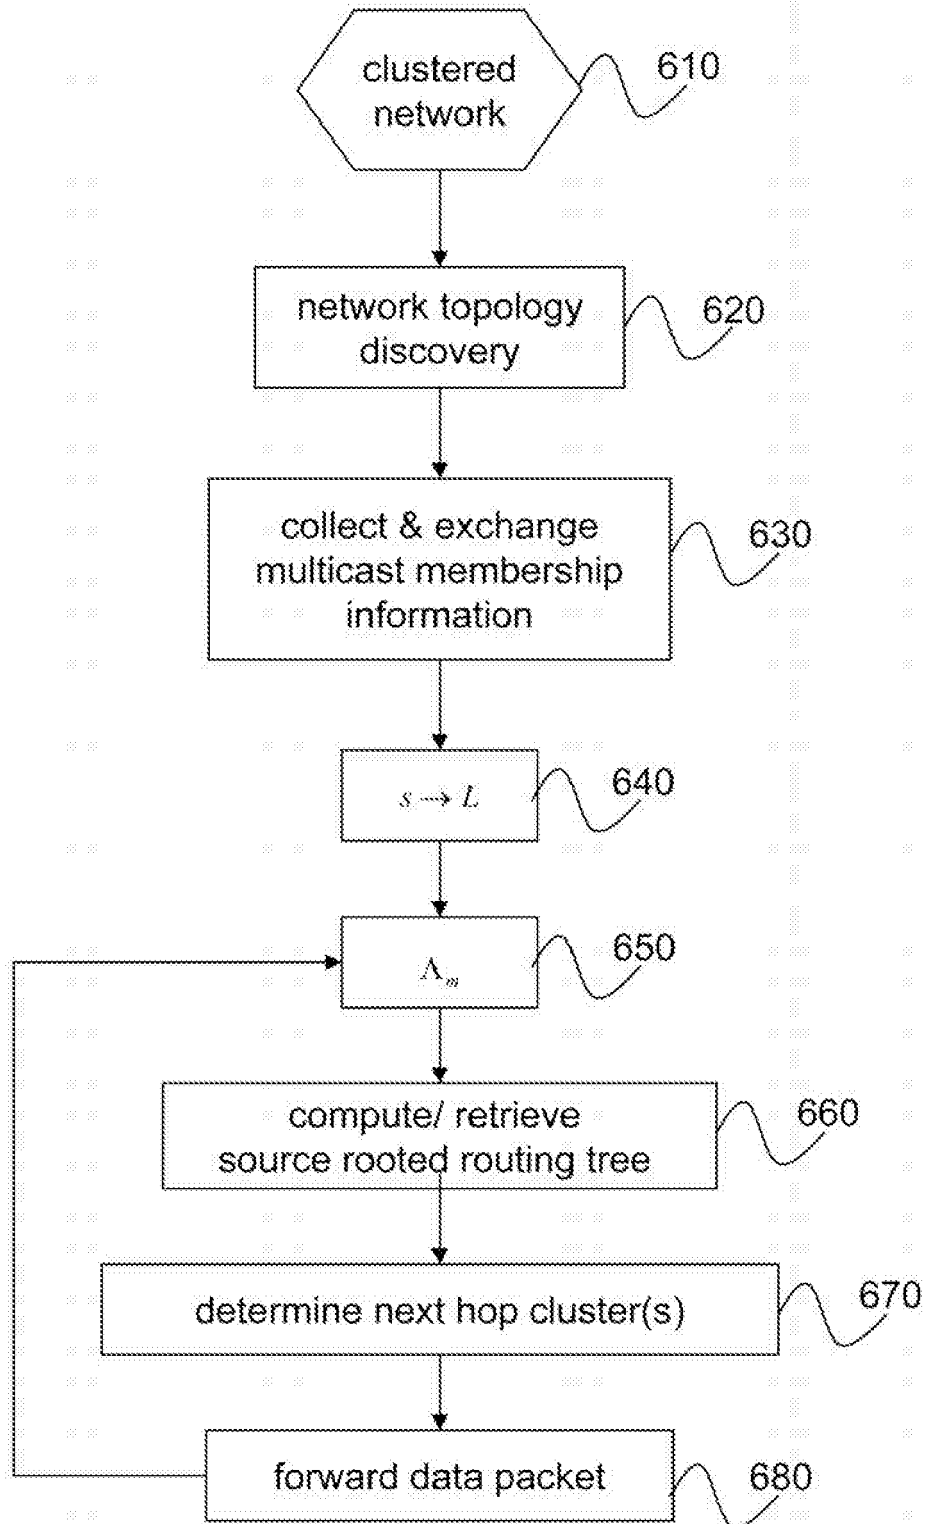 clustered
network
610
network topology
discovery
620
collect & exchange
multicast membership
information
630
s → L
640
Λm
650
compute/ retrieve
source rooted routing tree
660
determine next hop cluster(s)
670
forward data packet
680